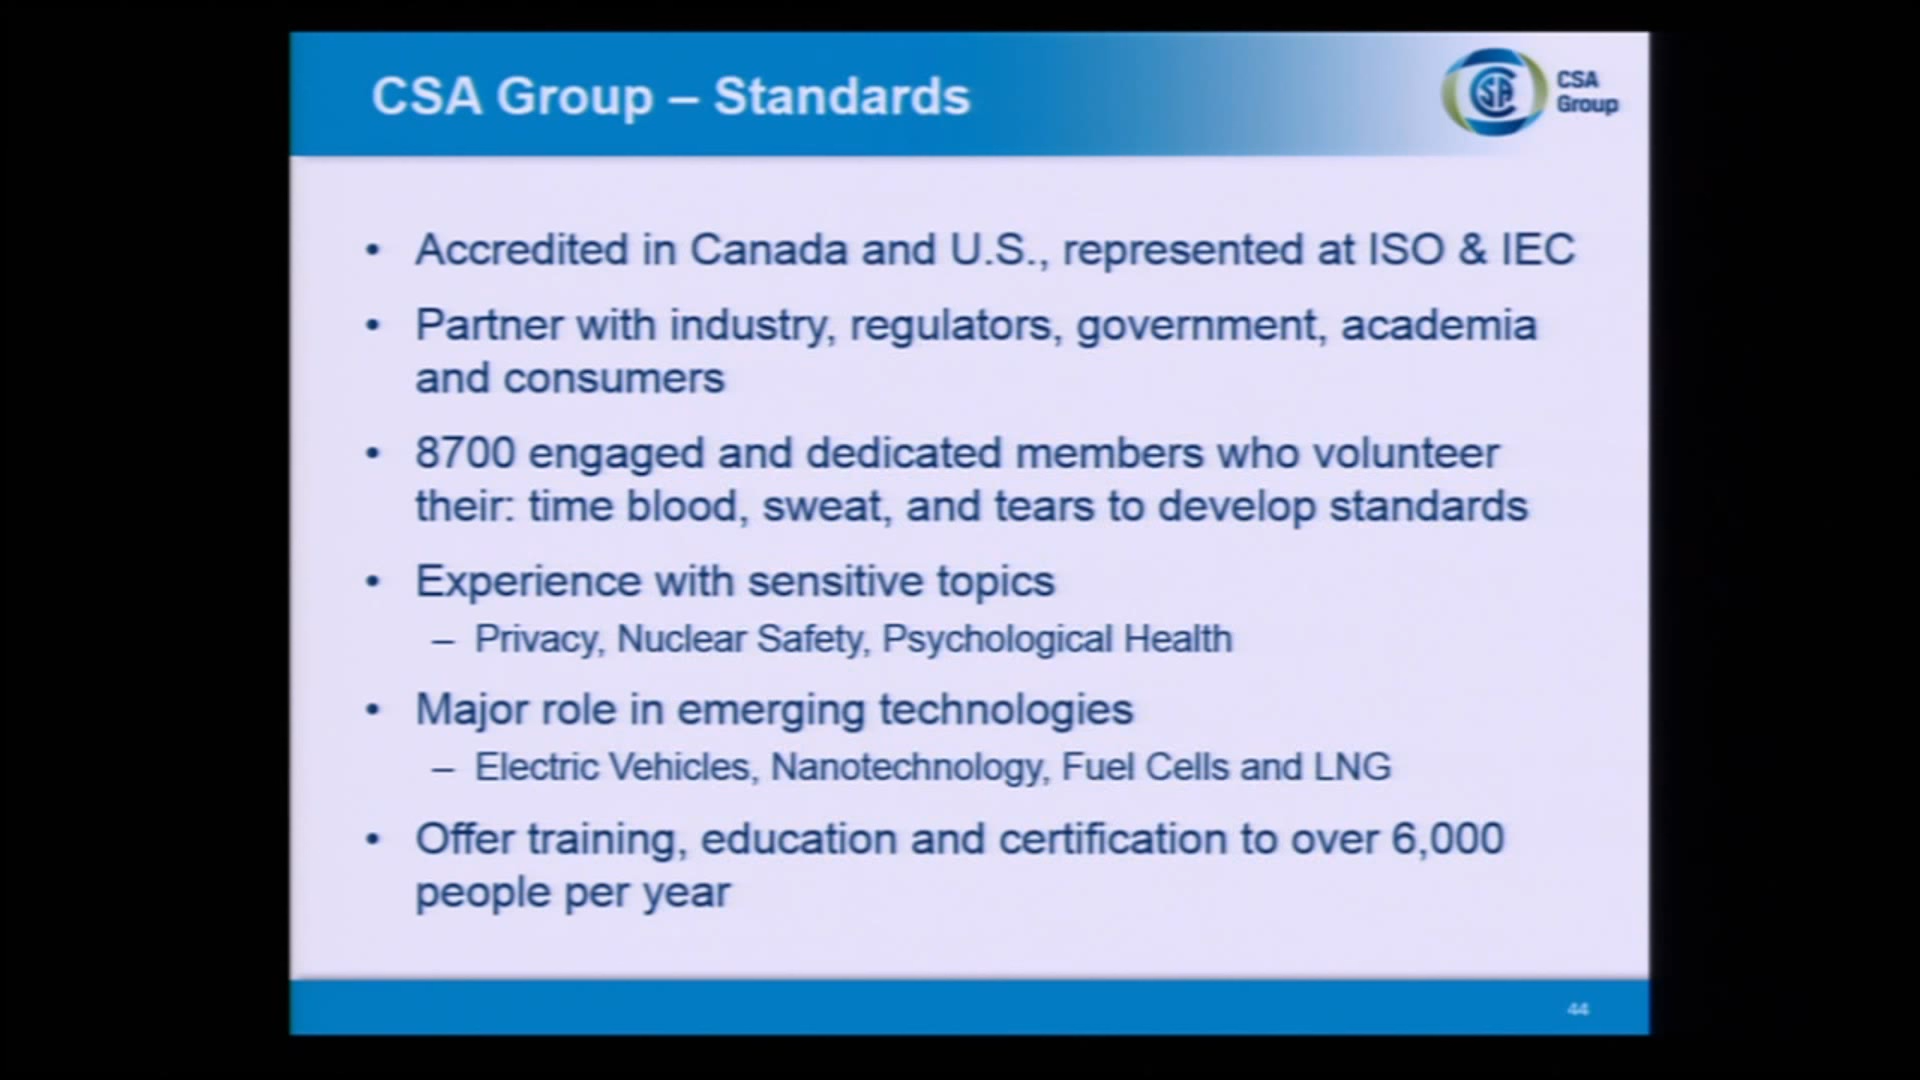 CSA Group – Standards
CSA
Group
• Accredited in Canada and U.S., represented at ISO & IEC
• Partner with industry, regulators, government, academia
and consumers
• 8700 engaged and dedicated members who volunteer
their: time blood, sweat, and tears to develop standards
• Experience with sensitive topics
– Privacy, Nuclear Safety, Psychological Health
• Major role in emerging technologies
– Electric Vehicles, Nanotechnology, Fuel Cells and LNG
• Offer training, education and certification to over 6,000
people per year
44